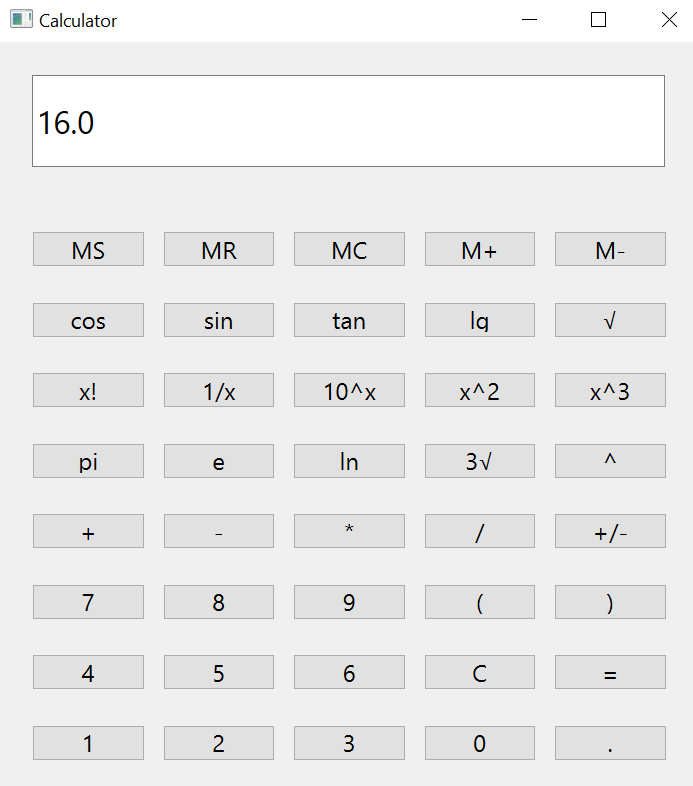 Calculator
16.0
MS MR MC M+ M-
cos sin tan lg √
x! 1/x 10^x x^2 x^3
pi e ln 3√ ^
+ - * / +/-
7 8 9 ( )
4 5 6 C =
1 2 3 0 .